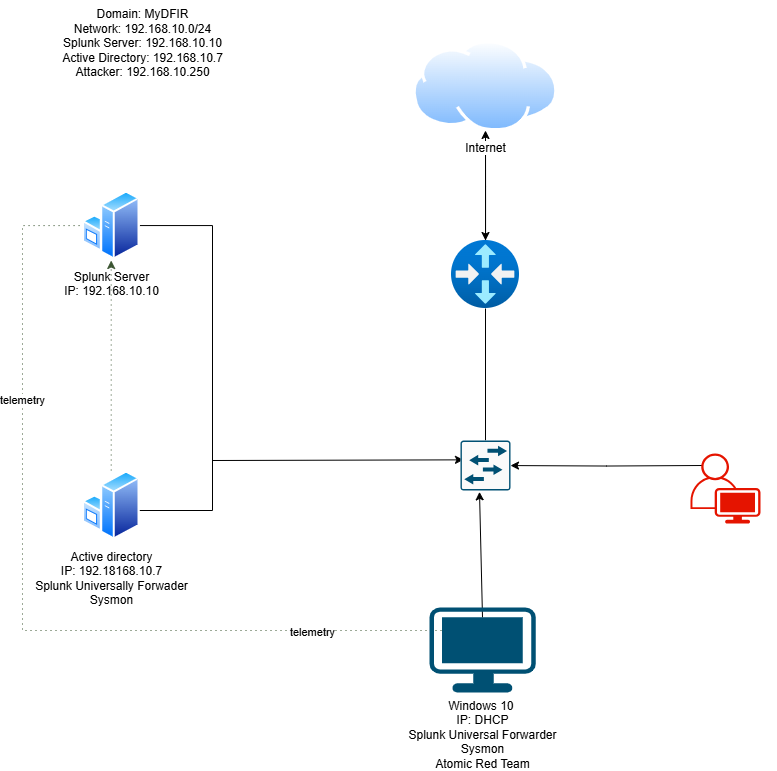 Domain: MyDFIR
Network: 192.168.10.0/24
Splunk Server: 192.168.10.10
Active Directory: 192.168.10.7
Attacker: 192.168.10.250
Internet
Splunk Server
IP: 192.168.10.10
telemetry
Active directory
IP: 192.18168.10.7
Splunk Universally Forwader
Sysmon
telemetry
Windows 10
IP: DHCP
Splunk Universal Forwarder
Sysmon
Atomic Red Team